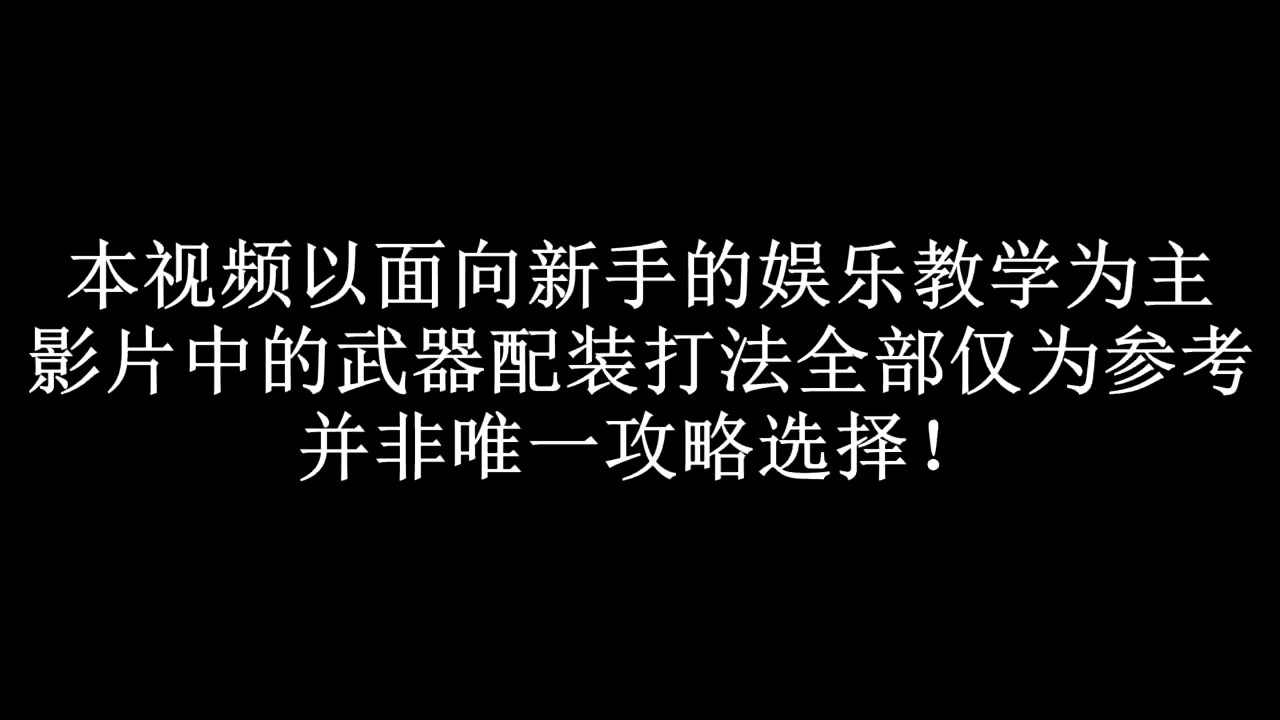 本视频以面向新手的娱乐教学为主
影片中的武器配装打法全部仅为参考
并非唯一攻略选择！